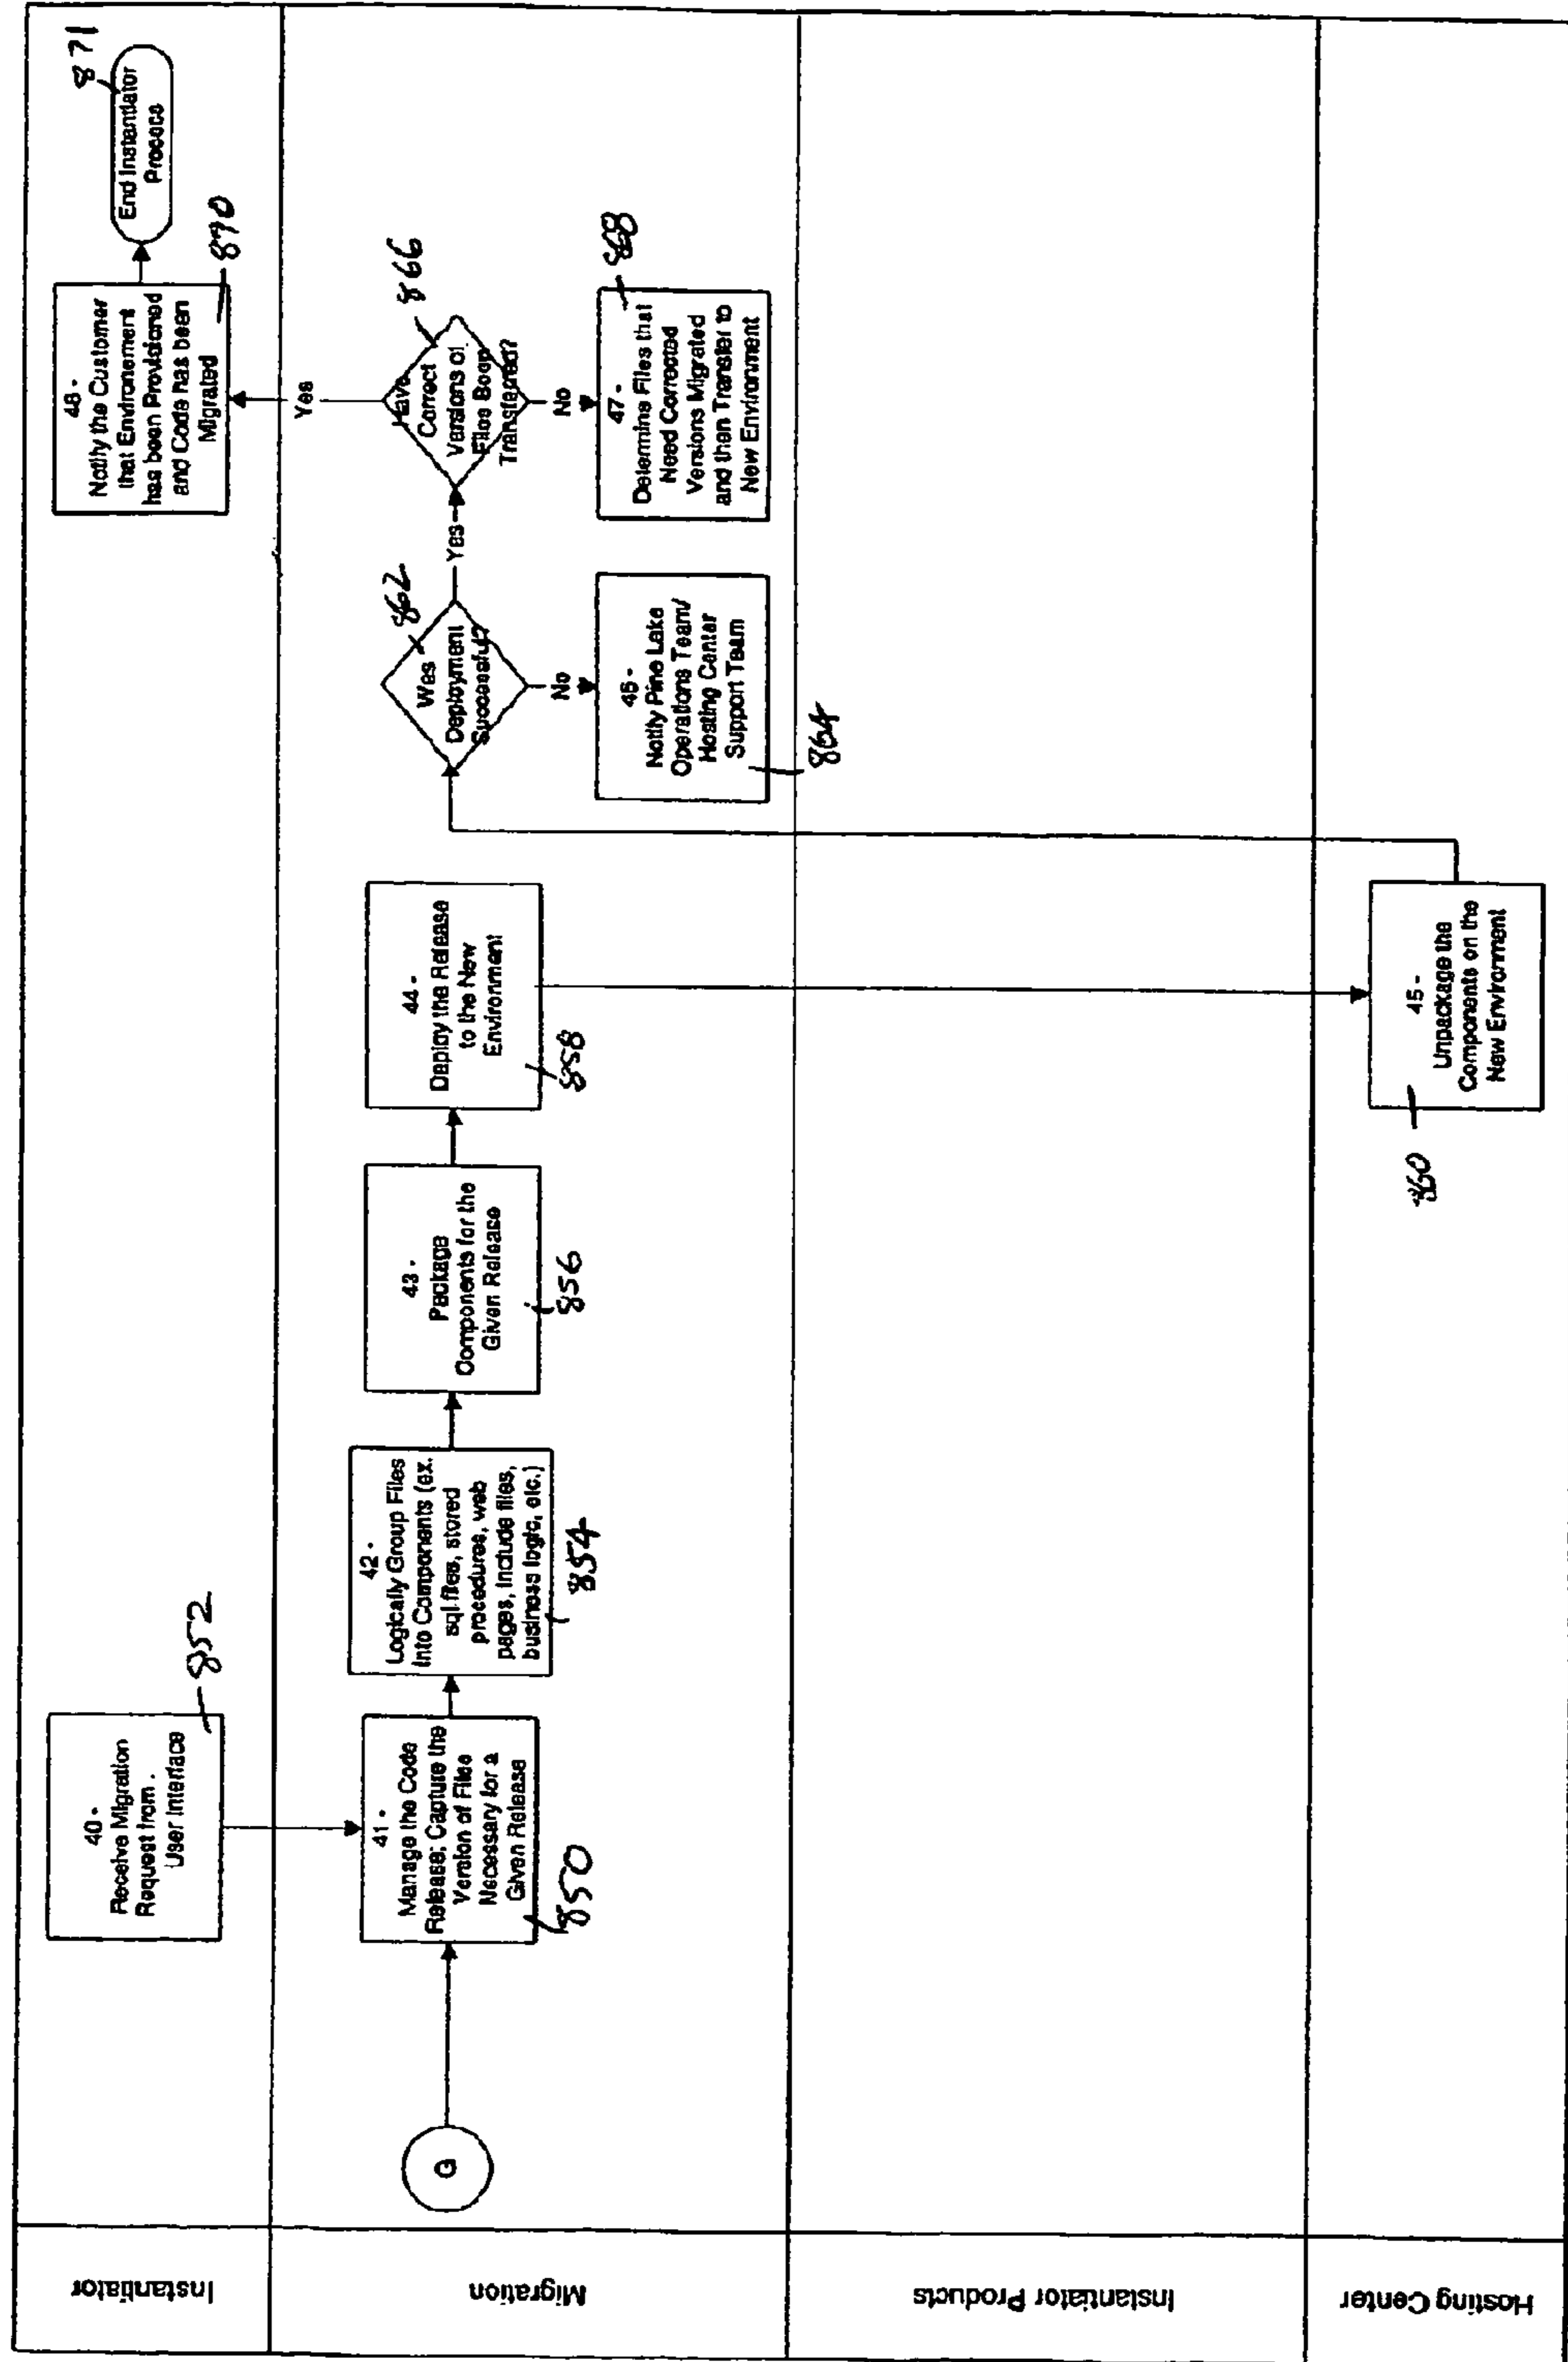 Instantiator
40 -
Receive Migration
Request from .
User Interface
852
48 -
Notify the Customer
that Environement
has been Provisioned
and Code has been
Migrated
870
End Instantiator
Process
871
Migration
G
41 -
Manage the Code
Release; Capture the
Version of Files
Necessary for a
Given Release
850
42 -
Logically Group Files
Into Components (ex.
sql files, stored
procedures, web
pages, include files,
business logic, etc.)
854
43 -
Package
Components for the
Given Release
856
44 -
Deploy the Release
to the New
Environment
858
Was
Deployment
Successful?
862
Yes
No
46 -
Notify Pine Lake
Operations Team/
Hosting Center
Support Team
864
Have
Correct
Versions of
Files Been
Transferred?
866
Yes
No
47 -
Determine Files that
Need Corrected
Versions Migrated
and then Transfer to
New Environment
868
Instantiator Products
Hosting Center
45 -
Unpackage the
Components on the
New Environment
860